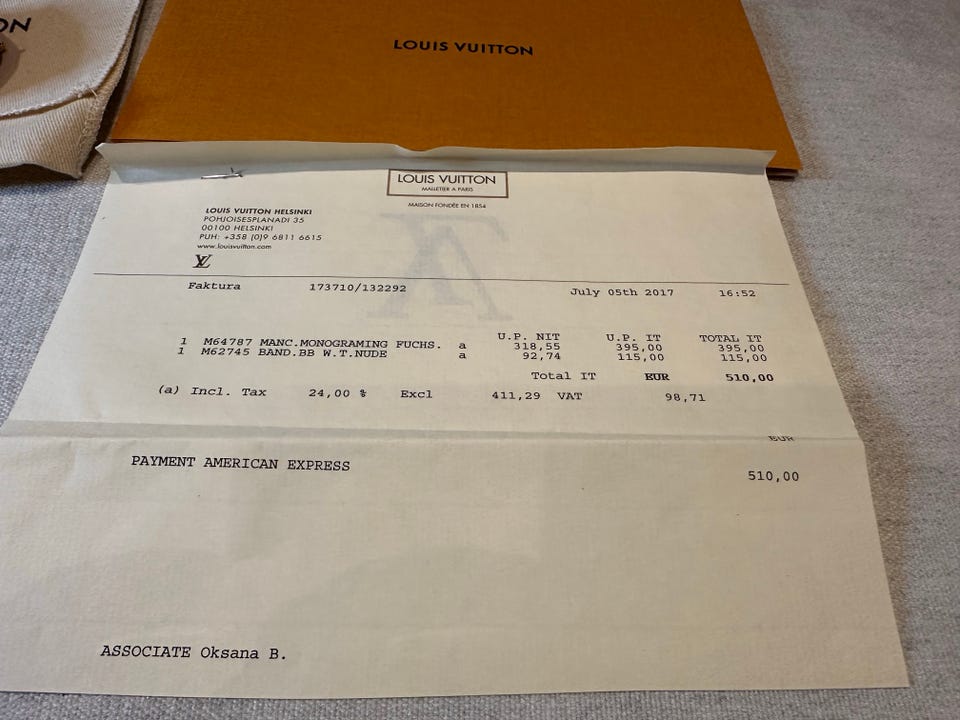 ON
LOUIS VUITTON
LOUIS VUITTON
MALLETIER A PARIS
MAISON FONDÉE EN 1854
LOUIS VUITTON HELSINKI
POHJOISESPLANADI 35
00100 HELSINKI
PUH: +358 (0)9 6811 6615
www.louisvuitton.com
LV
Faktura 173710/132292 July 05th 2017 16:52
U.P. NIT U.P. IT TOTAL IT
1 M64787 MANC.MONOGRAMING FUCHS. a 318,55 395,00 395,00
1 M62745 BAND.BB W.T.NUDE a 92,74 115,00 115,00
Total IT EUR 510,00
(a) Incl. Tax 24,00 % Excl 411,29 VAT 98,71
EUR
PAYMENT AMERICAN EXPRESS 510,00
ASSOCIATE Oksana B.